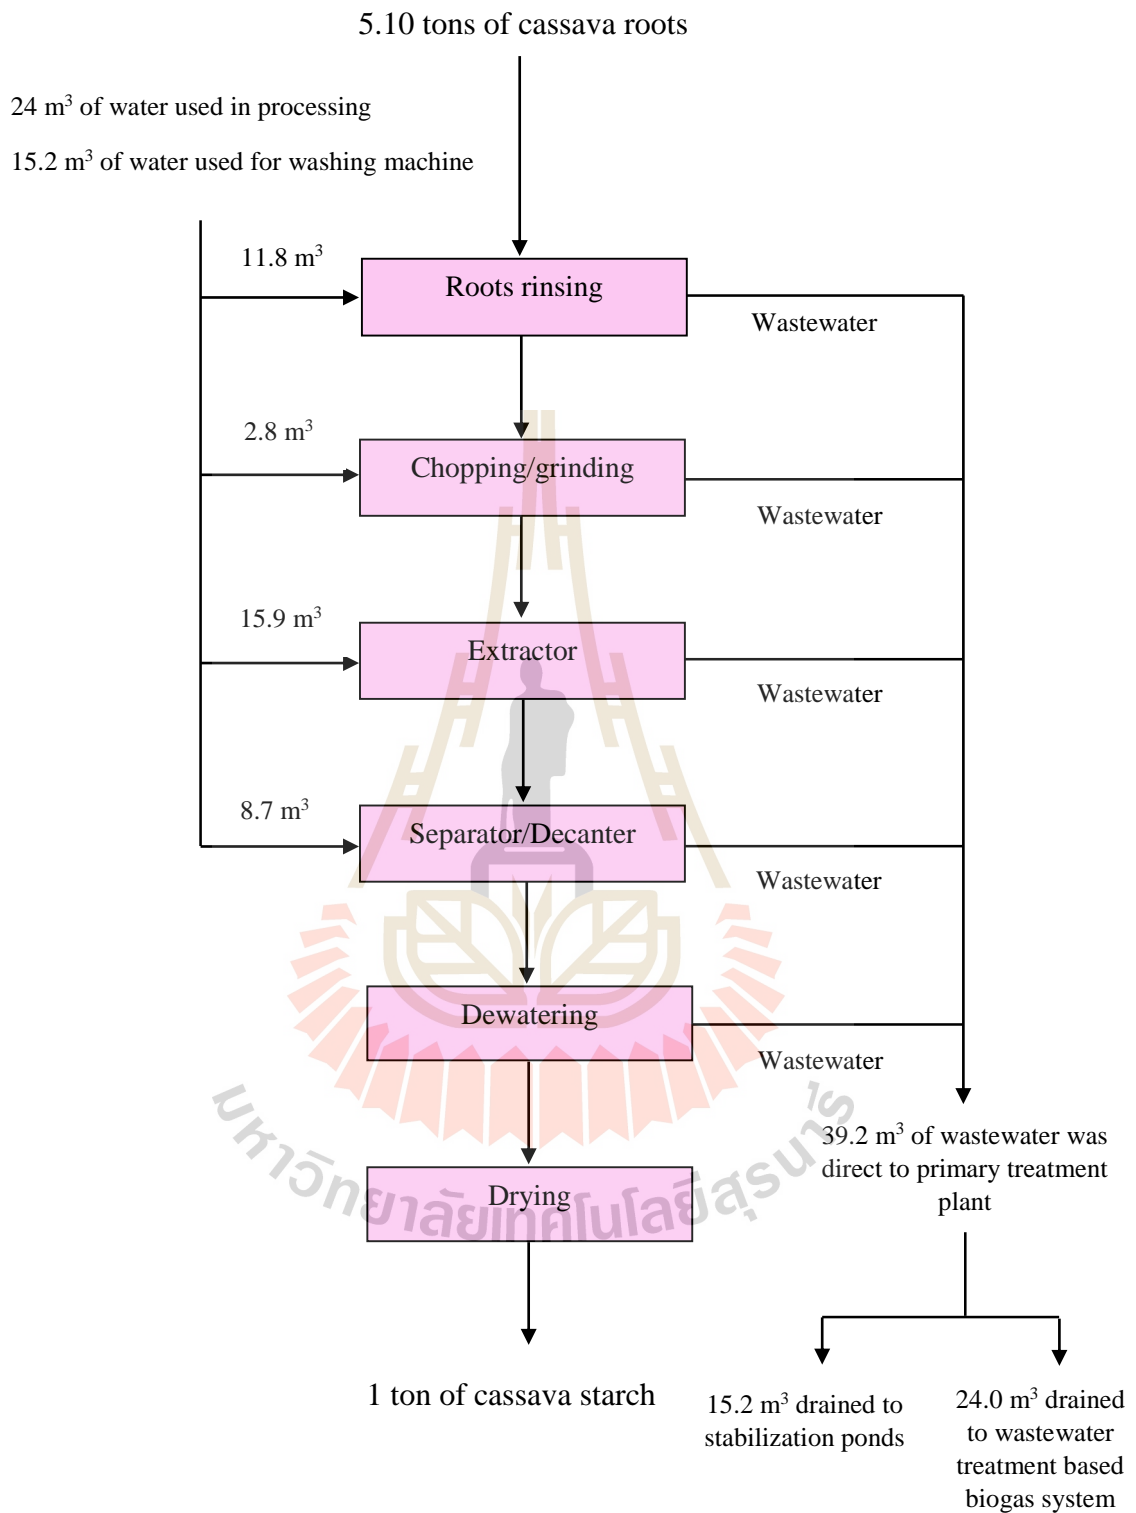 5.10 tons of cassava roots
24 m³ of water used in processing
15.2 m³ of water used for washing machine
11.8 m³
Roots rinsing
Wastewater
2.8 m³
Chopping/grinding
Wastewater
15.9 m³
Extractor
Wastewater
8.7 m³
Separator/Decanter
Wastewater
Dewatering
Wastewater
39.2 m³ of wastewater was
direct to primary treatment
plant
Drying
มหาวิทยาลัยเทคโนโลยีสุรนารี
1 ton of cassava starch
15.2 m³ drained to
stabilization ponds
24.0 m³ drained
to wastewater
treatment based
biogas system